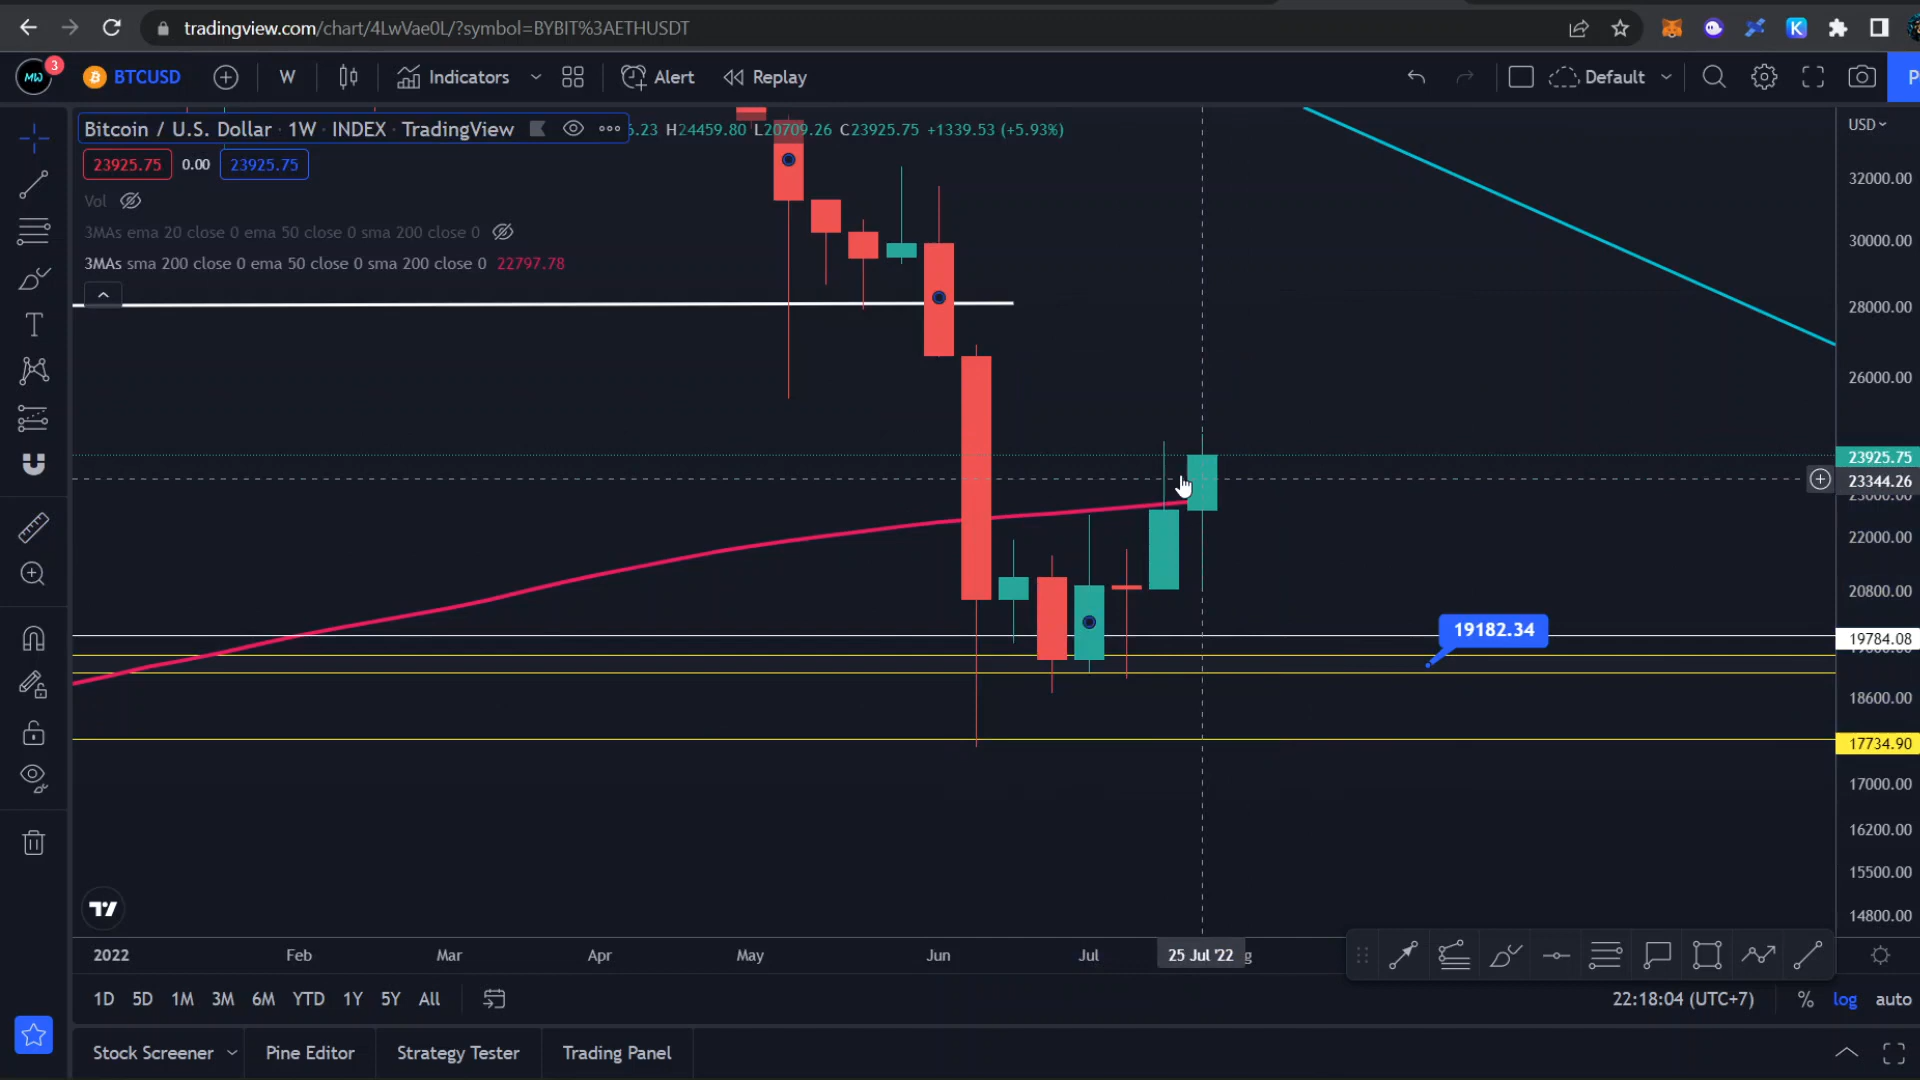 tradingview.com/chart/4LwVae0L/?symbol=BYBIT%3AETHUSDT
MW 3 BTCUSD W Indicators Alert Replay Default
Bitcoin / U.S. Dollar · 1W · INDEX · TradingView 6.23 H24459.80 L20709.26 C23925.75 +1339.53 (+5.93%)
USD
23925.75 0.00 23925.75
Vol
3MAs ema 20 close 0 ema 50 close 0 sma 200 close 0
3MAs sma 200 close 0 ema 50 close 0 sma 200 close 0 22797.78
32000.00
30000.00
28000.00
26000.00
23925.75
23344.26
23000.00
22000.00
20800.00
19182.34
19784.08
18600.00
17734.90
17000.00
16200.00
15500.00
14800.00
2022 Feb Mar Apr May Jun Jul 25 Jul '22
1D 5D 1M 3M 6M YTD 1Y 5Y All
22:18:04 (UTC+7) % log auto
Stock Screener Pine Editor Strategy Tester Trading Panel